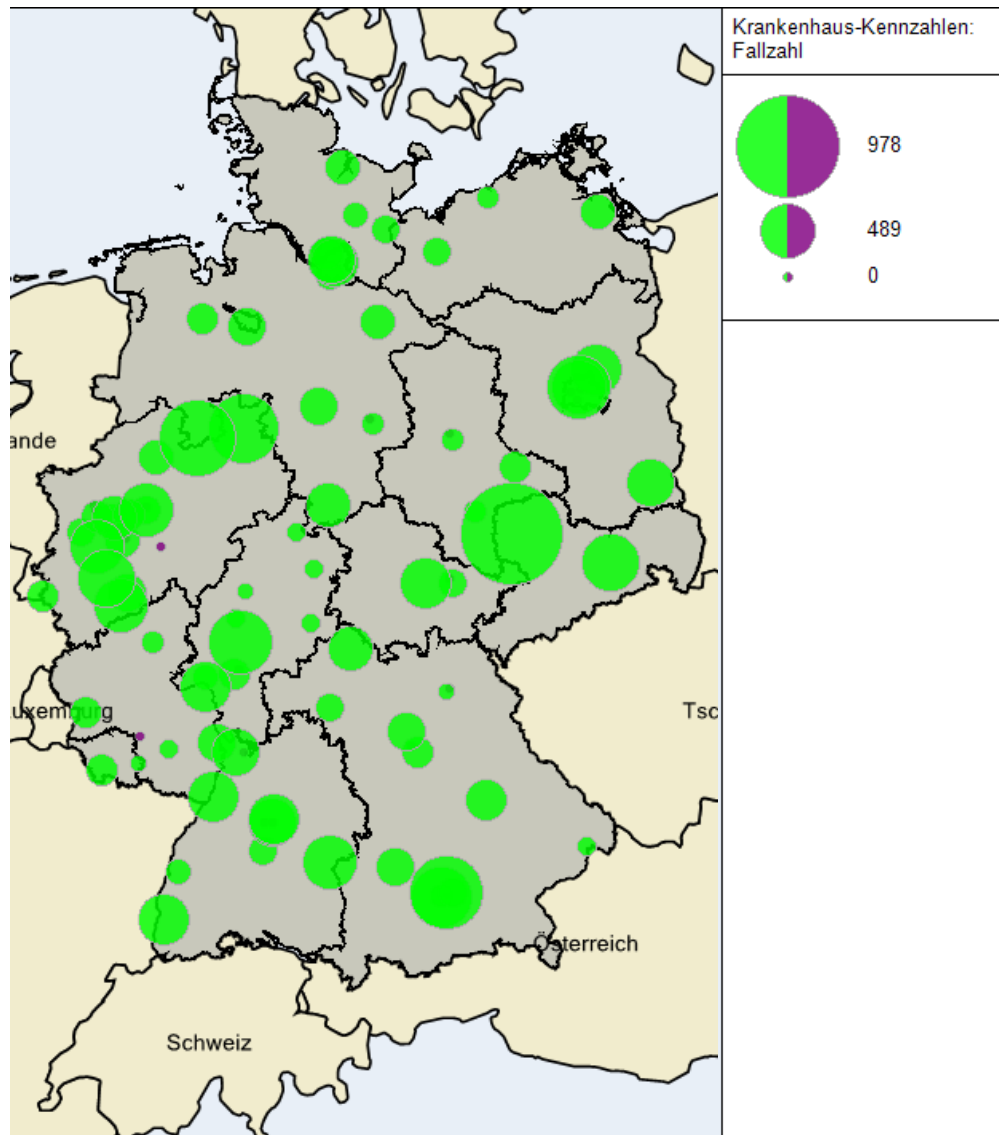 Krankenhaus-Kennzahlen:
Fallzahl
978
489
0
ande
uxemburg
Tsc
Österreich
Schweiz